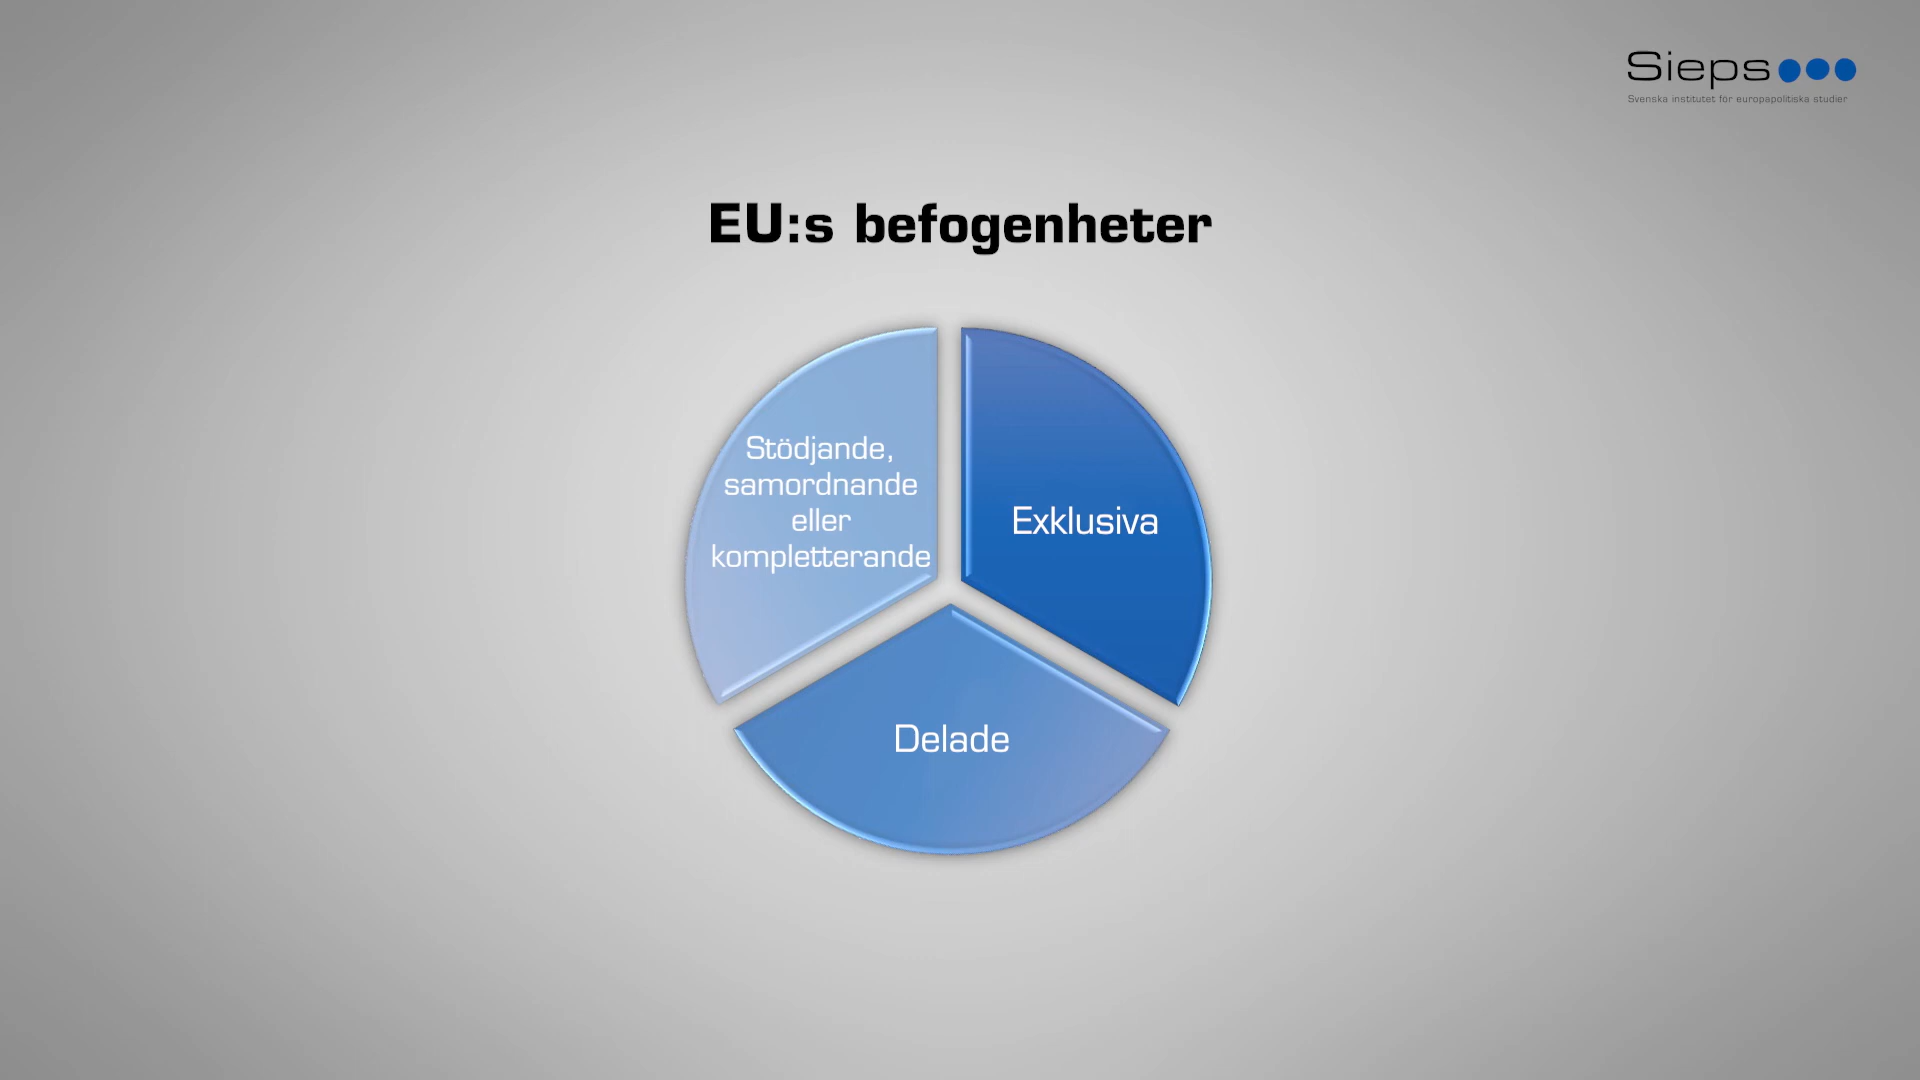 Sieps
Svenska institutet för europapolitiska studier
EU:s befogenheter
Stödjande,
samordnande
eller
kompletterande
Exklusiva
Delade